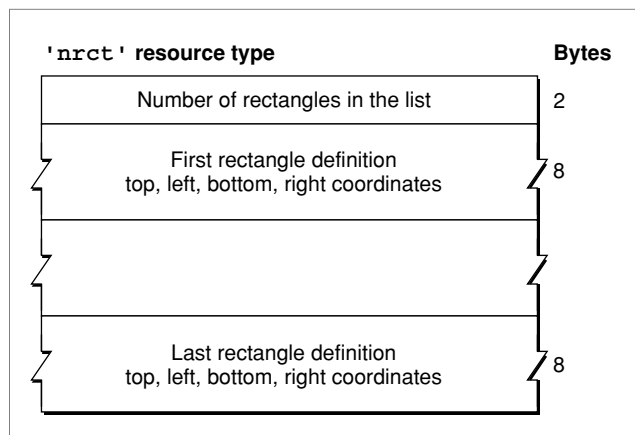 'nrct' resource type Bytes
Number of rectangles in the list 2
First rectangle definition
top, left, bottom, right coordinates 8
Last rectangle definition
top, left, bottom, right coordinates 8